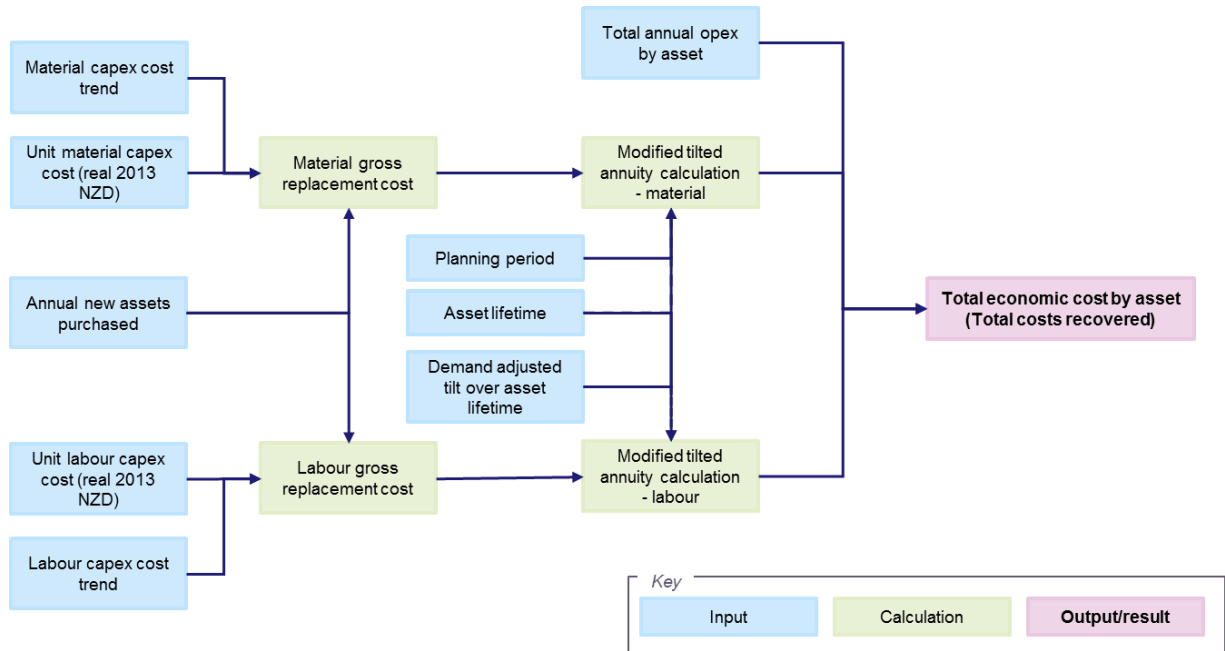 Total annual opex
by asset
Material capex cost
trend
Unit material capex
cost (real 2013
NZD)
Material gross
replacement cost
Modified tilted
annuity calculation
- material
Planning period
Annual new assets
purchased
Asset lifetime
Total economic cost by asset
(Total costs recovered)
Demand adjusted
tilt over asset
lifetime
Unit labour capex
cost (real 2013
NZD)
Labour gross
replacement cost
Modified tilted
annuity calculation
- labour
Labour capex cost
trend
Key
Input
Calculation
Output/result